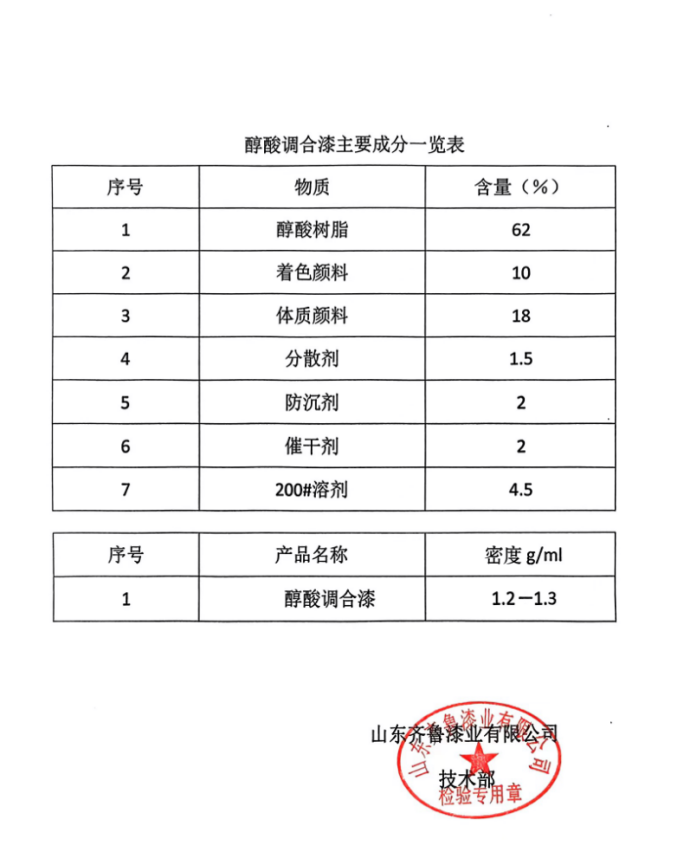 醇酸调合漆主要成分一览表
序号 物质 含量（%）
1 醇酸树脂 62
2 着色颜料 10
3 体质颜料 18
4 分散剂 1.5
5 防沉剂 2
6 催干剂 2
7 200#溶剂 4.5
序号 产品名称 密度 g/ml
1 醇酸调合漆 1.2－1.3
山东齐鲁漆业有限公司
技术部
山东齐鲁漆业有限公司
检验专用章